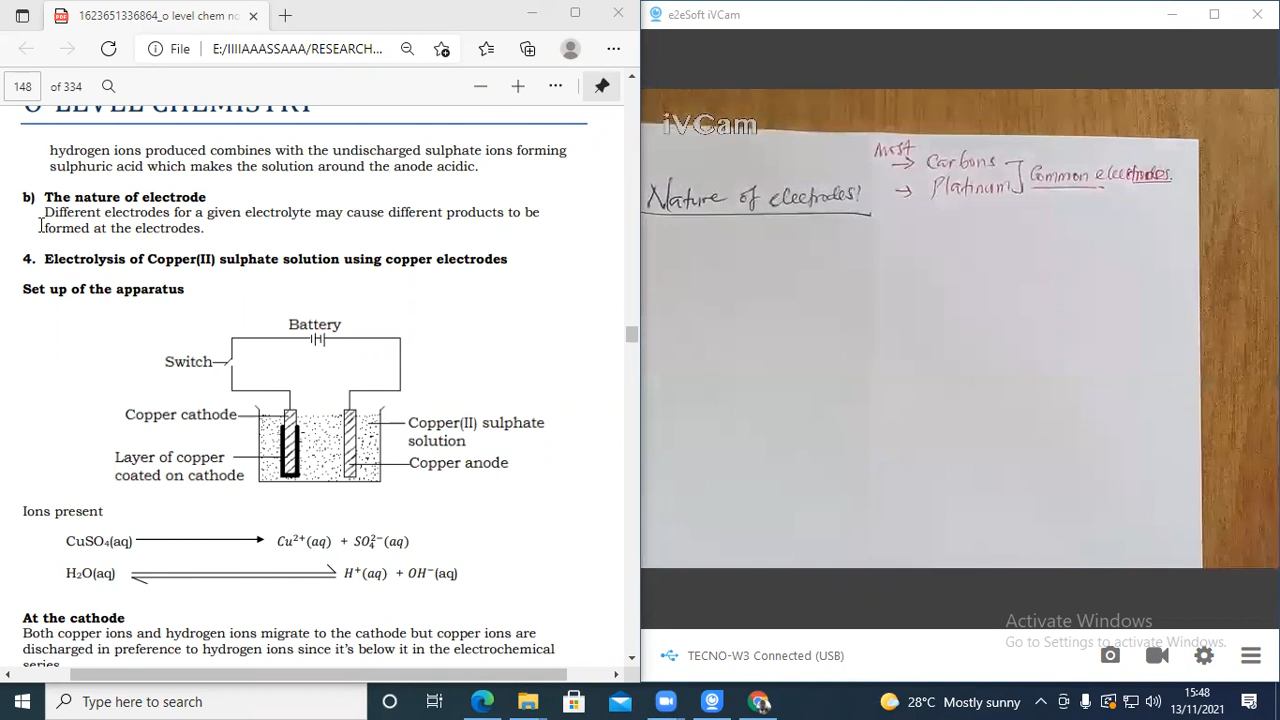 1623651336864_o level chem no
File
E:/IIIIAAASSAAA/RESEARCH...
148
of 334
O-LEVEL CHEMISTRY
hydrogen ions produced combines with the undischarged sulphate ions forming
sulphuric acid which makes the solution around the anode acidic.
b) The nature of electrode
Different electrodes for a given electrolyte may cause different products to be
formed at the electrodes.
4. Electrolysis of Copper(II) sulphate solution using copper electrodes
Set up of the apparatus
Battery
Switch
Copper cathode
Copper(II) sulphate
solution
Layer of copper
coated on cathode
Copper anode
Ions present
CuSO₄(aq) → Cu²⁺(aq) + SO₄²⁻(aq)
H₂O(aq) ⇌ H⁺(aq) + OH⁻(aq)
At the cathode
Both copper ions and hydrogen ions migrate to the cathode but copper ions are
discharged in preference to hydrogen ions since it's below it in the electrochemical
series
e2eSoft iVCam
iVCam
Most
→ Carbons
→ Platinum
Common electrodes.
Nature of electrodes!
Activate Windows
Go to Settings to activate Windows.
TECNO-W3 Connected (USB)
Type here to search
28°C Mostly sunny
15:48
13/11/2021